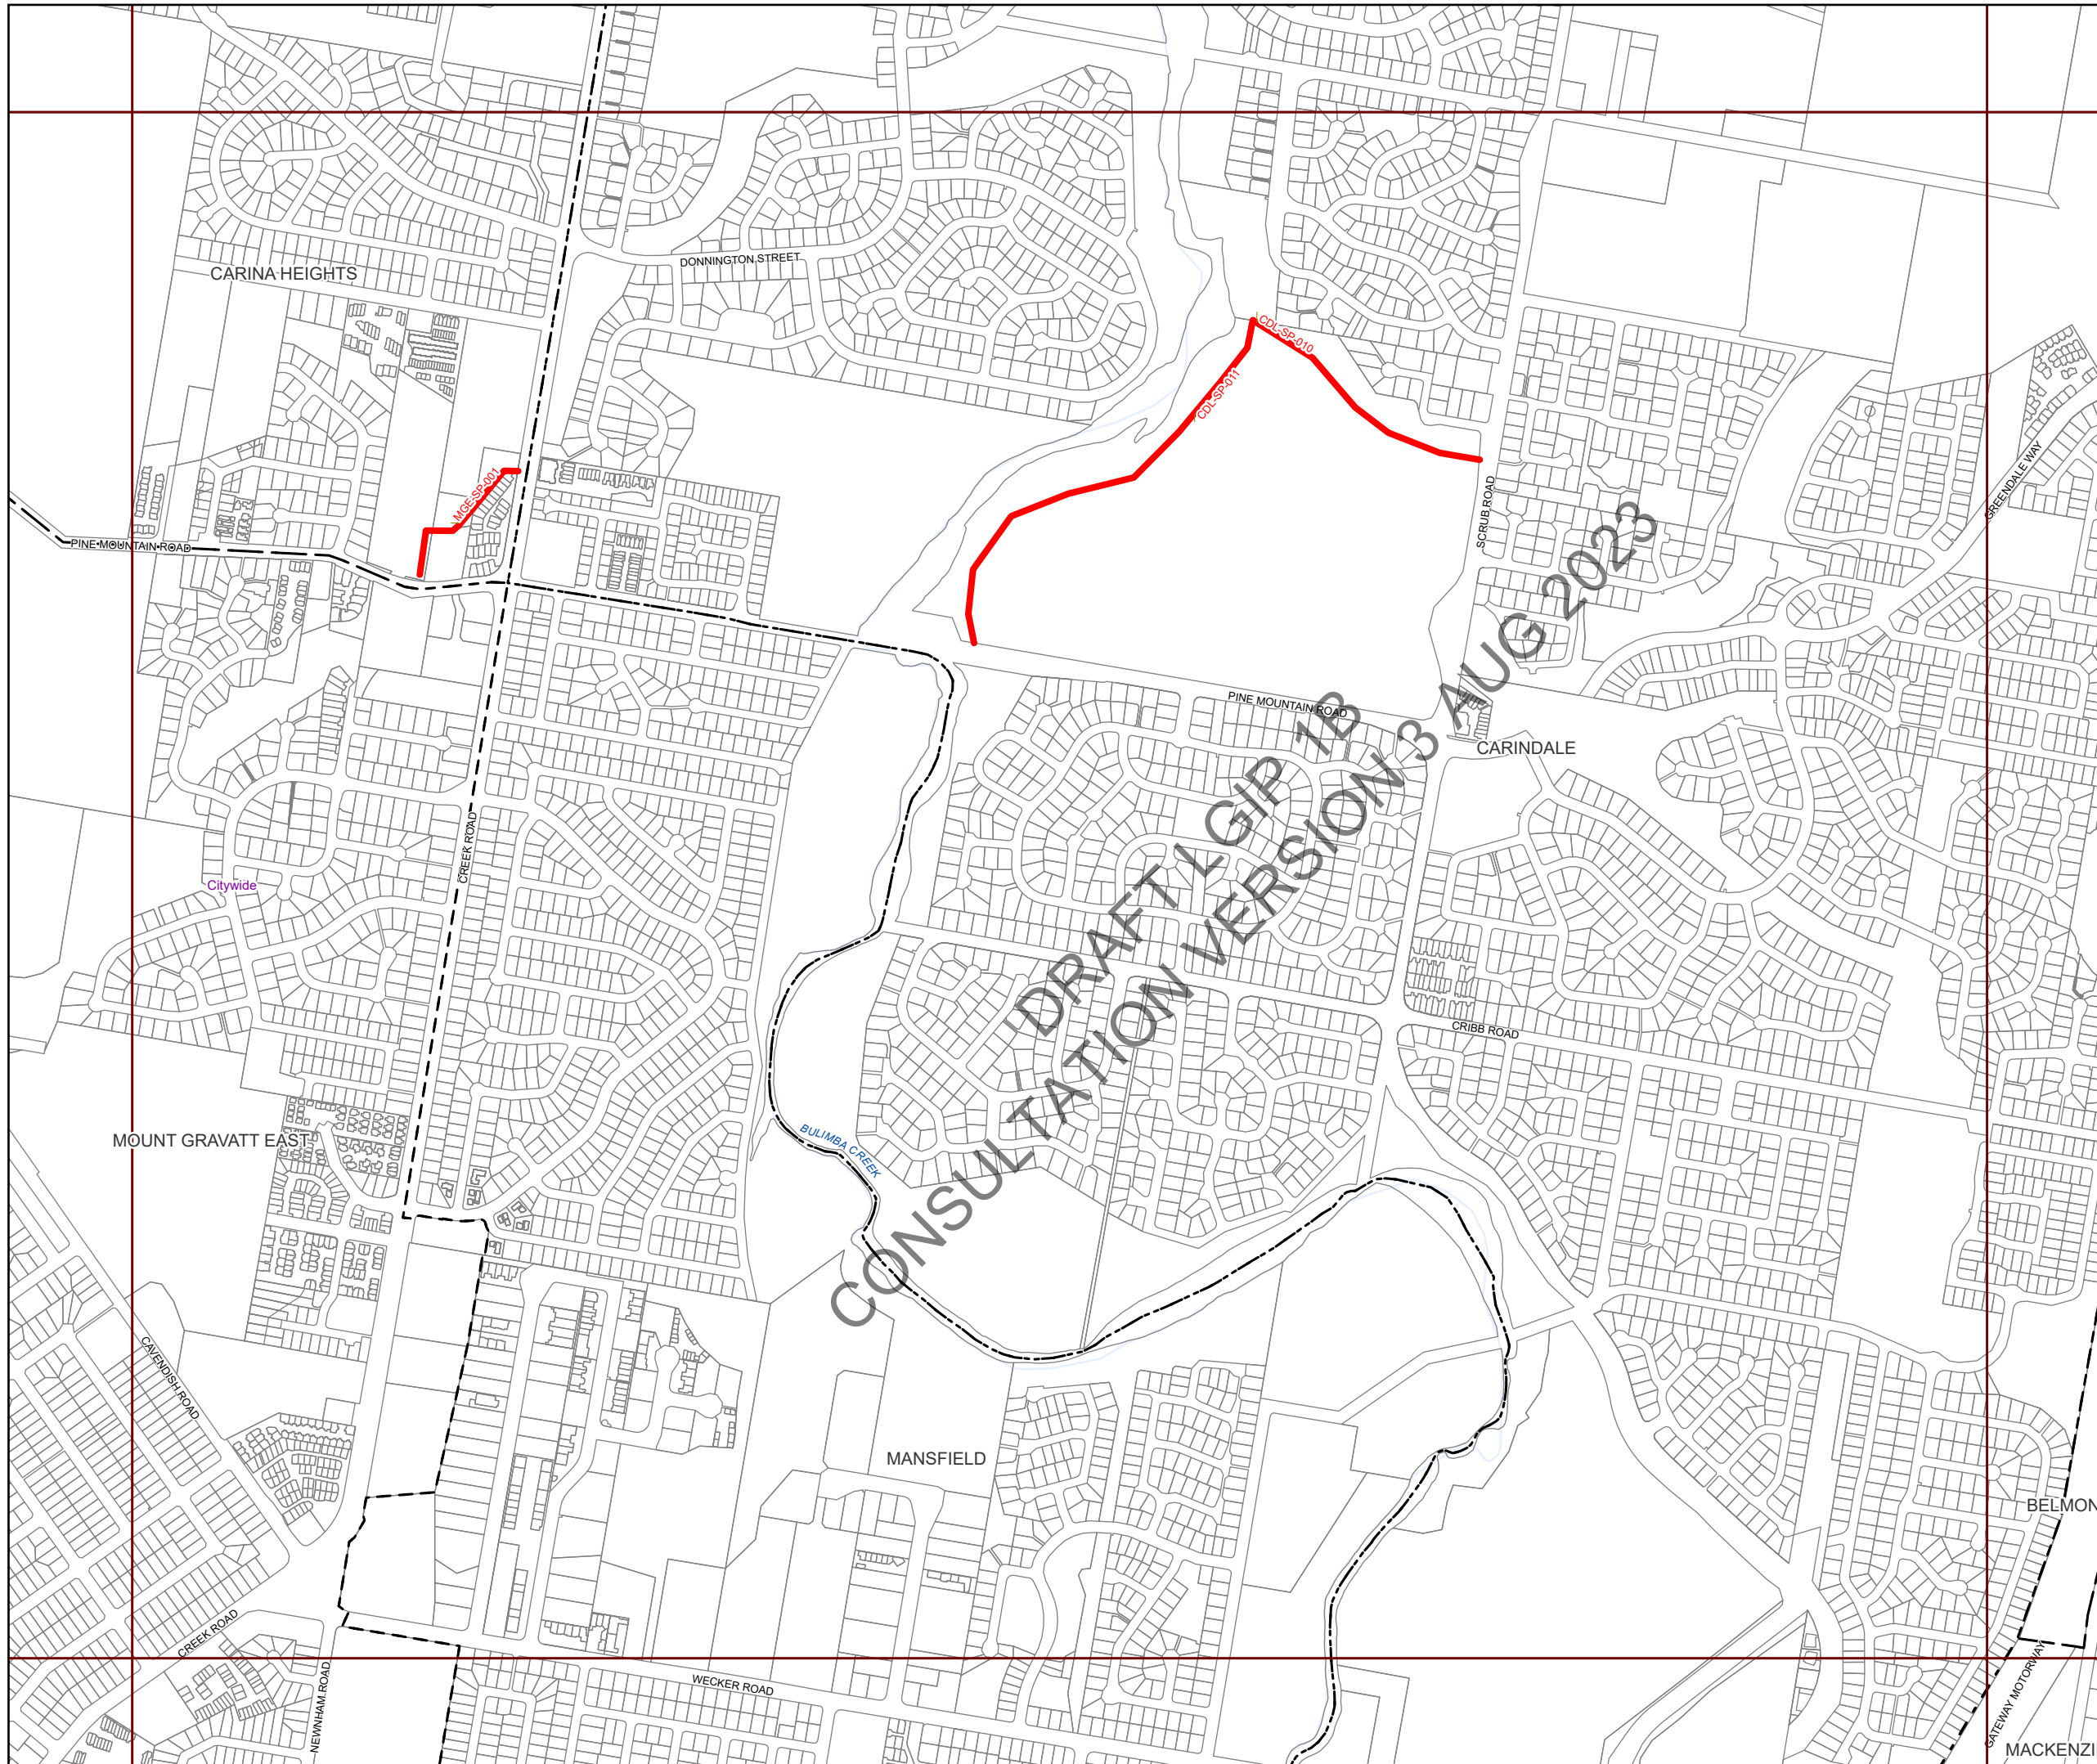 CARINA HEIGHTS
DONNINGTON STREET
CDL-SP-010
CDL-SP-011
MGE-SP-001
PINE MOUNTAIN ROAD
SCRUB ROAD
GREENDALE WAY
PINE MOUNTAIN ROAD
CARINDALE
CREEK ROAD
Citywide
DRAFT LGIP 1B
CONSULTATION VERSION 3 AUG 2023
CRIBB ROAD
MOUNT GRAVATT EAST
BULIMBA CREEK
CAVENDISH ROAD
MANSFIELD
BELMON
CREEK ROAD
NEWNHAM ROAD
WECKER ROAD
GATEWAY MOTORWAY
MACKENZI